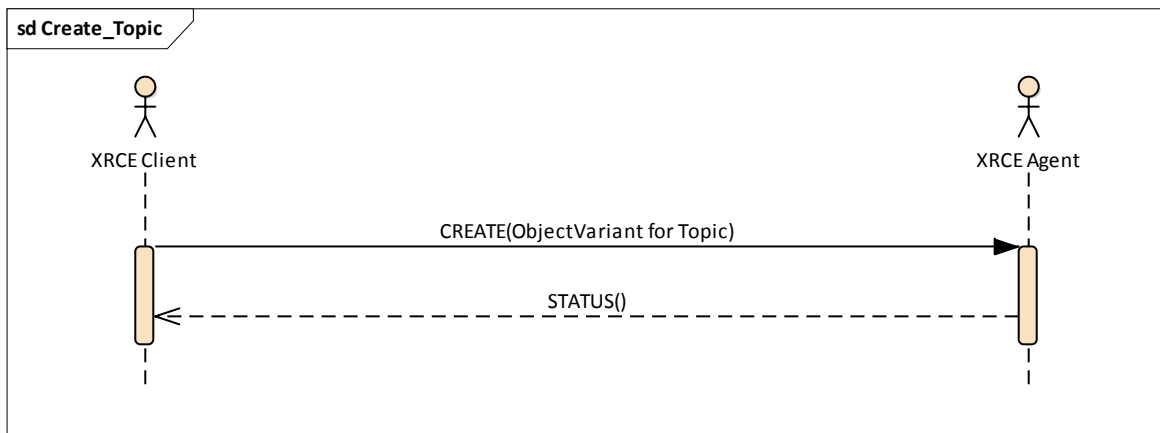 sd Create_Topic
XRCE Client
XRCE Agent
CREATE(ObjectVariant for Topic)
STATUS()